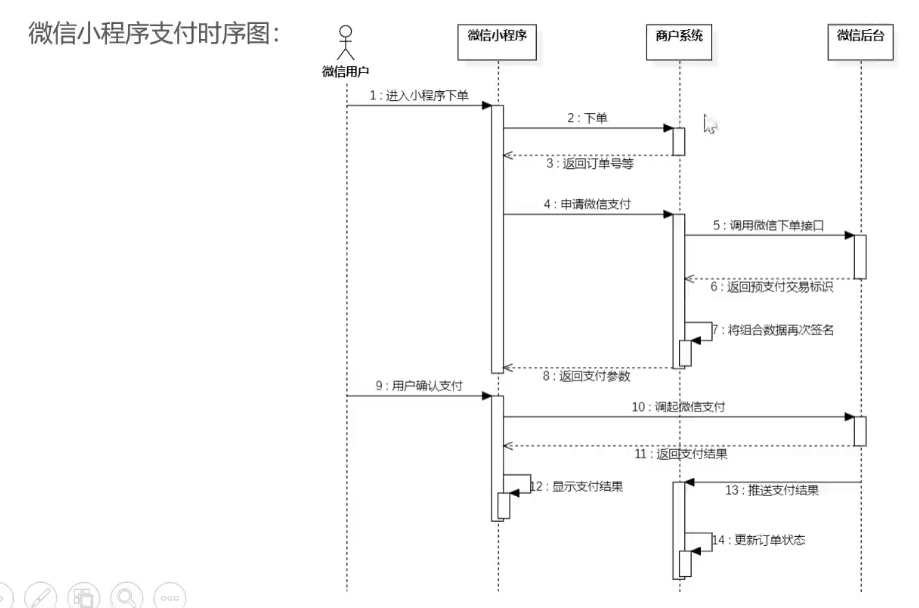 微信小程序支付时序图：
微信用户
微信小程序
商户系统
微信后台
1 : 进入小程序下单
2 : 下单
3 : 返回订单号等
4 : 申请微信支付
5 : 调用微信下单接口
6 : 返回预支付交易标识
7 : 将组合数据再次签名
8 : 返回支付参数
9 : 用户确认支付
10 : 调起微信支付
11 : 返回支付结果
12 : 显示支付结果
13 : 推送支付结果
14 : 更新订单状态